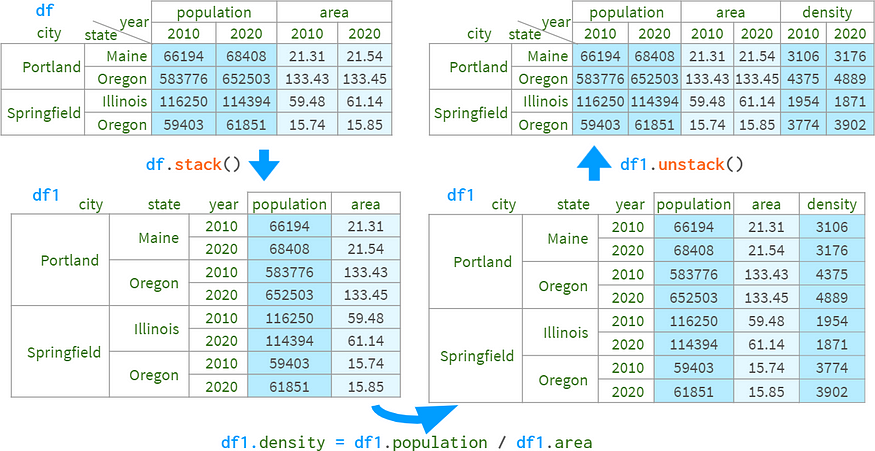 df
year
population area
city state 2010 2020 2010 2020
Portland Maine 66194 68408 21.31 21.54
Oregon 583776 652503 133.43 133.45
Springfield Illinois 116250 114394 59.48 61.14
Oregon 59403 61851 15.74 15.85
year
population area density
city state 2010 2020 2010 2020 2010 2020
Portland Maine 66194 68408 21.31 21.54 3106 3176
Oregon 583776 652503 133.43 133.45 4375 4889
Springfield Illinois 116250 114394 59.48 61.14 1954 1871
Oregon 59403 61851 15.74 15.85 3774 3902
df.stack()
df1.unstack()
df1
city state year population area
Portland Maine 2010 66194 21.31
2020 68408 21.54
Oregon 2010 583776 133.43
2020 652503 133.45
Springfield Illinois 2010 116250 59.48
2020 114394 61.14
Oregon 2010 59403 15.74
2020 61851 15.85
df1
city state year population area density
Portland Maine 2010 66194 21.31 3106
2020 68408 21.54 3176
Oregon 2010 583776 133.43 4375
2020 652503 133.45 4889
Springfield Illinois 2010 116250 59.48 1954
2020 114394 61.14 1871
Oregon 2010 59403 15.74 3774
2020 61851 15.85 3902
df1.density = df1.population / df1.area